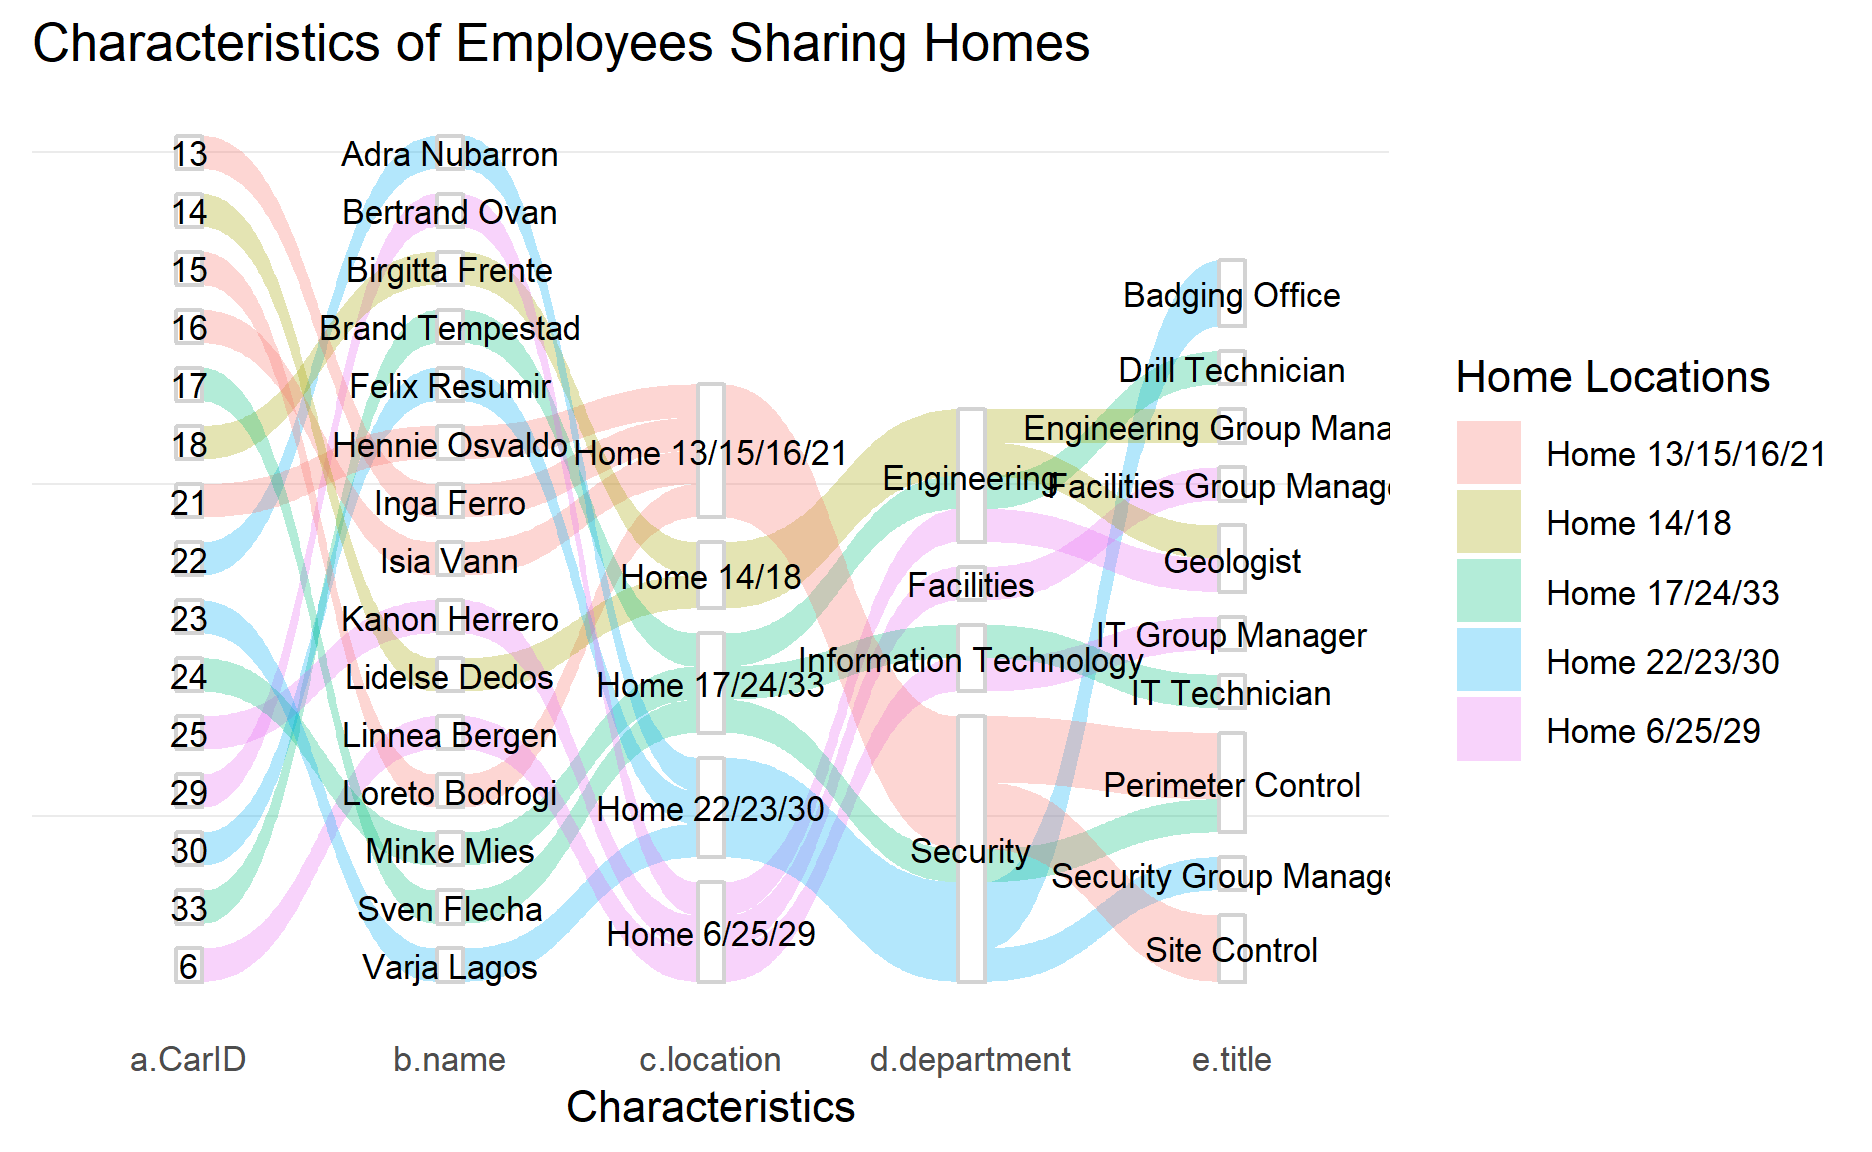 Characteristics of Employees Sharing Homes
13
14
15
16
17
18
21
22
23
24
25
29
30
33
6
Adra Nubarron
Bertrand Ovan
Birgitta Frente
Brand Tempestad
Felix Resumir
Hennie Osvaldo
Inga Ferro
Isia Vann
Kanon Herrero
Lidelse Dedos
Linnea Bergen
Loreto Bodrogi
Minke Mies
Sven Flecha
Varja Lagos
Home 13/15/16/21
Home 14/18
Home 17/24/33
Home 22/23/30
Home 6/25/29
Engineering
Facilities
Information Technology
Security
Badging Office
Drill Technician
Engineering Group Mana
Facilities Group Manage
Geologist
IT Group Manager
IT Technician
Perimeter Control
Security Group Manage
Site Control
a.CarID
b.name
c.location
d.department
e.title
Characteristics
Home Locations
Home 13/15/16/21
Home 14/18
Home 17/24/33
Home 22/23/30
Home 6/25/29